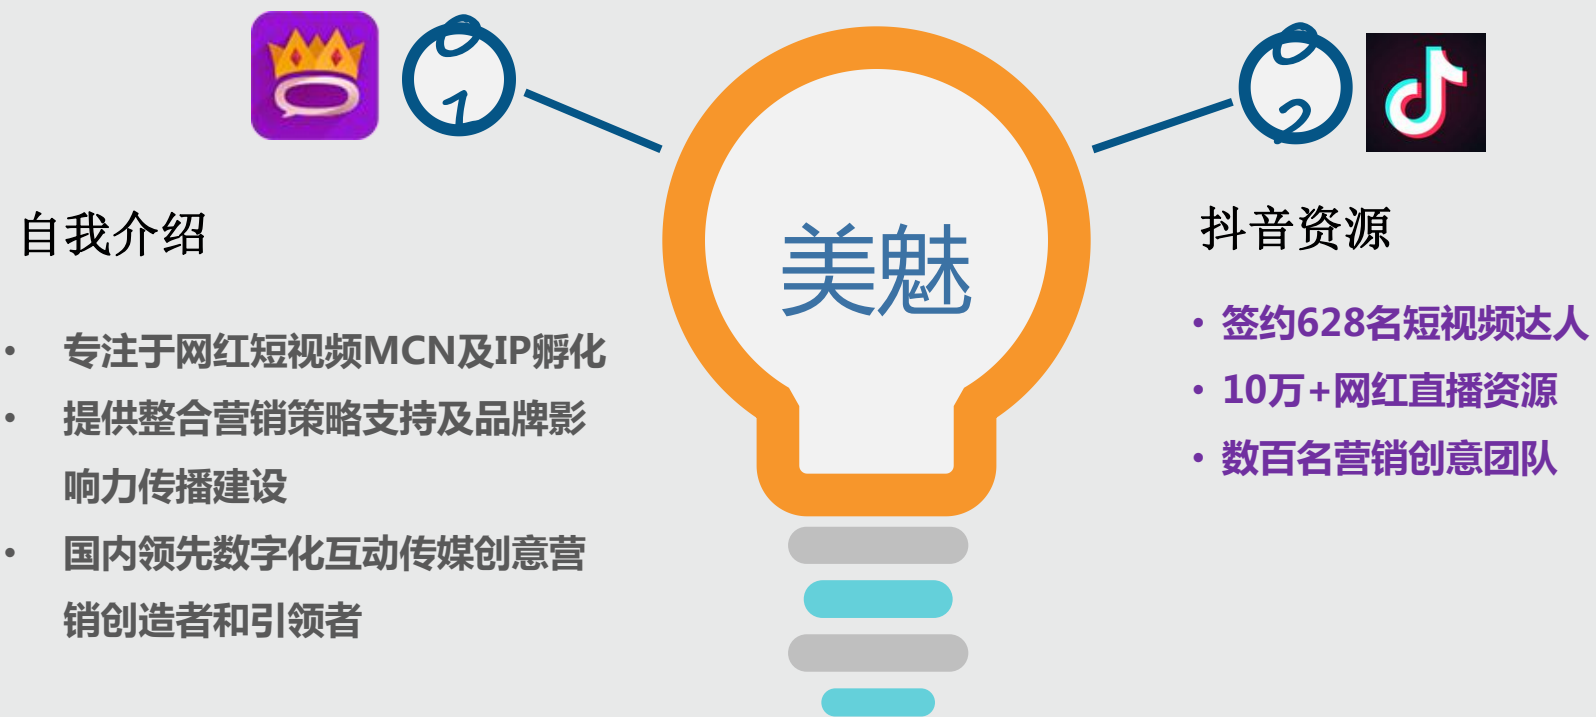 01
02
美魅
自我介绍
• 专注于网红短视频MCN及IP孵化
• 提供整合营销策略支持及品牌影
响力传播建设
• 国内领先数字化互动传媒创意营
销创造者和引领者
抖音资源
• 签约628名短视频达人
• 10万+网红直播资源
• 数百名营销创意团队